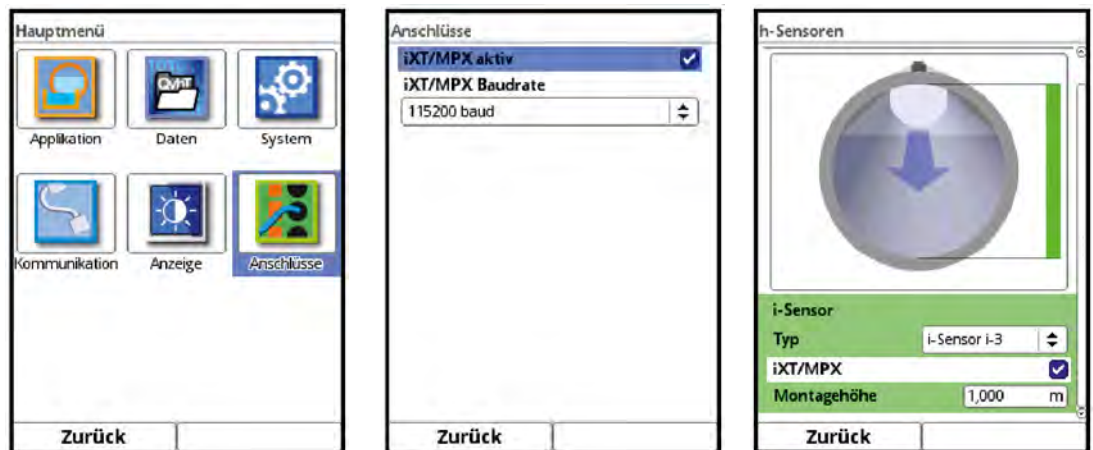 Hauptmenü
Applikation
Daten
System
Kommunikation
Anzeige
Anschlüsse
Zurück
Anschlüsse
iXT/MPX aktiv
iXT/MPX Baudrate
115200 baud
Zurück
h-Sensoren
i-Sensor
Typ i-Sensor i-3
iXT/MPX
Montagehöhe 1,000 m
Zurück